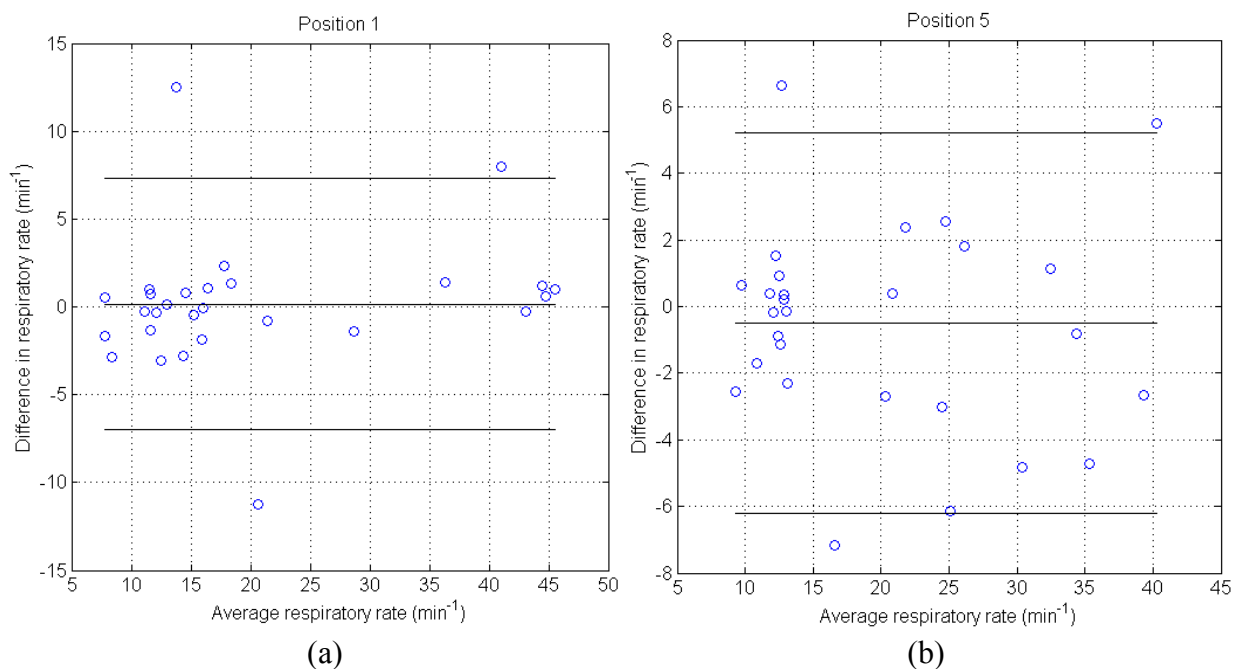 Position 1
Difference in respiratory rate (min⁻¹)
15
10
5
0
-5
-10
-15
5 10 15 20 25 30 35 40 45 50
Average respiratory rate (min⁻¹)
(a)
Position 5
Difference in respiratory rate (min⁻¹)
8
6
4
2
0
-2
-4
-6
-8
5 10 15 20 25 30 35 40 45
Average respiratory rate (min⁻¹)
(b)